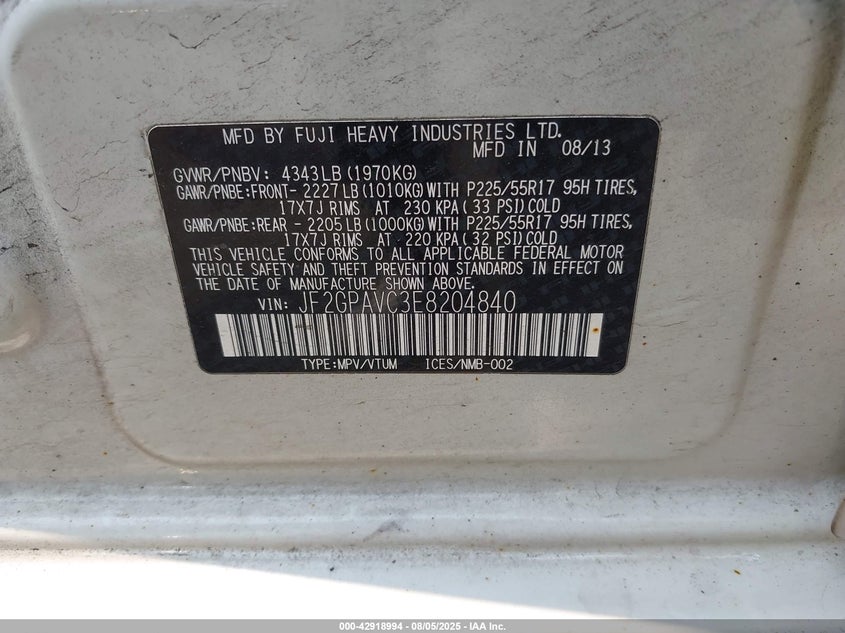 MFD BY FUJI HEAVY INDUSTRIES LTD.
MFD IN 08/13
GVWR/PNBV: 4343LB (1970KG)
GAWR/PNBE:FRONT- 2227LB (1010KG) WITH P225/55R17 95H TIRES,
17X7J RIMS AT 230 KPA ( 33 PSI) COLD
GAWR/PNBE:REAR - 2205LB (1000KG) WITH P225/55R17 95H TIRES,
17X7J RIMS AT 220 KPA ( 32 PSI) COLD
THIS VEHICLE CONFORMS TO ALL APPLICABLE FEDERAL MOTOR
VEHICLE SAFETY AND THEFT PREVENTION STANDARDS IN EFFECT ON
THE DATE OF MANUFACTURE SHOWN ABOVE.
VIN: JF2GPAVC3E8204840
TYPE:MPV/VTUM ICES/NMB-002
000-42918994 - 08/05/2025 - IAA Inc.